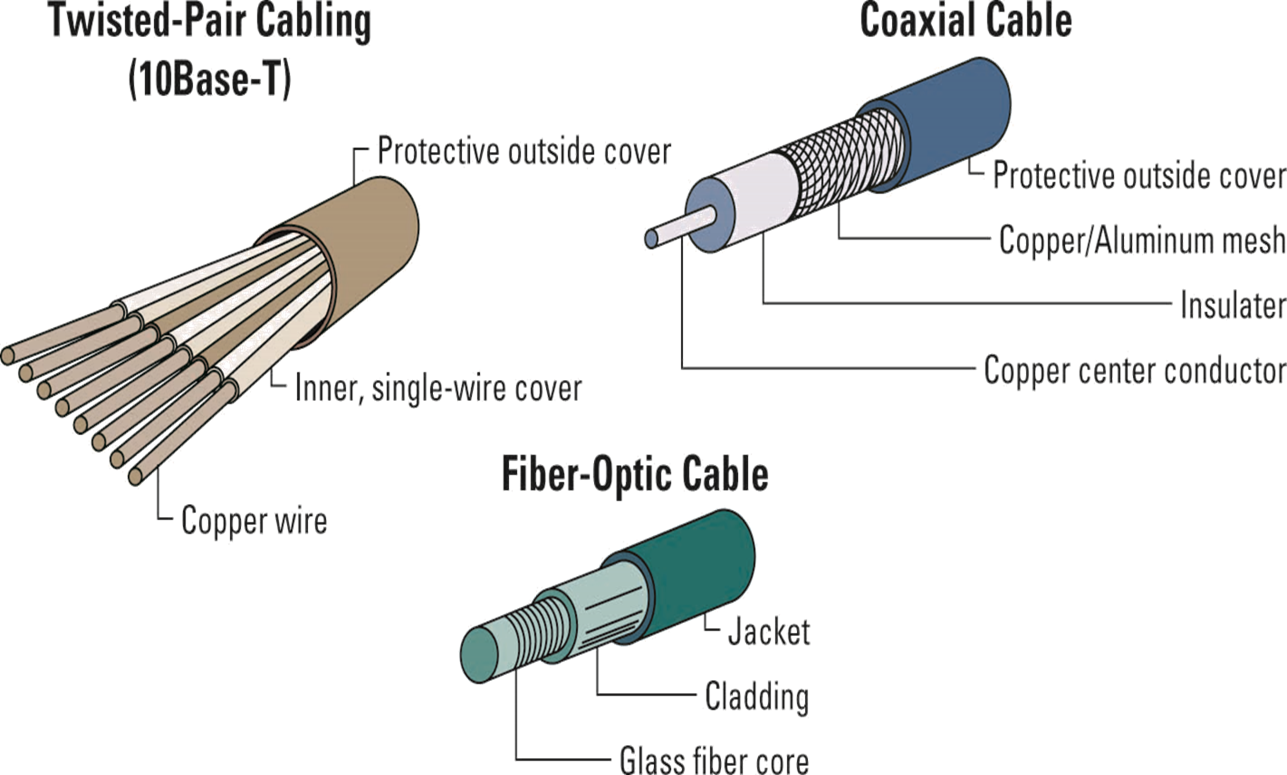 Twisted-Pair Cabling
(10Base-T)
Protective outside cover
Inner, single-wire cover
Copper wire
Coaxial Cable
Protective outside cover
Copper/Aluminum mesh
Insulater
Copper center conductor
Fiber-Optic Cable
Jacket
Cladding
Glass fiber core